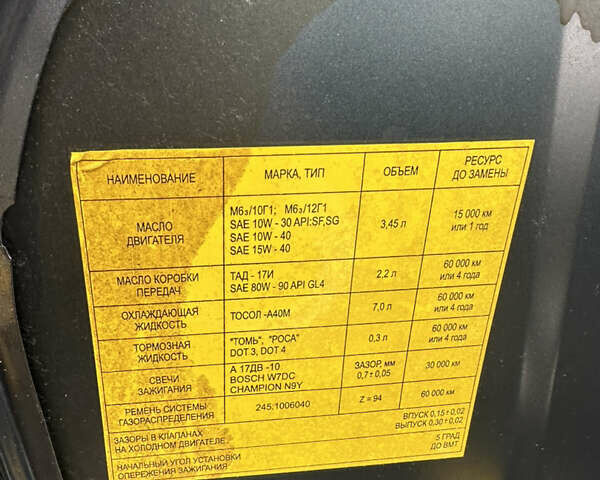 НАИМЕНОВАНИЕ МАРКА, ТИП ОБЪЕМ РЕСУРС ДО ЗАМЕНЫ
МАСЛО ДВИГАТЕЛЯ
М6з/10Г1; М6з/12Г1
SAE 10W - 30 API:SF,SG
SAE 10W - 40
SAE 15W - 40
3,45 л
15 000 км
или 1 год
МАСЛО КОРОБКИ
ПЕРЕДАЧ
ТАД - 17И
SAE 80W - 90 API GL4
2,2 л
60 000 км
или 4 года
ОХЛАЖДАЮЩАЯ
ЖИДКОСТЬ
ТОСОЛ -А40М
7,0 л
60 000 км
или 4 года
ТОРМОЗНАЯ
ЖИДКОСТЬ
"ТОМЬ", "РОСА"
DOT 3, DOT 4
0,3 л
60 000 км
или 4 года
СВЕЧИ
ЗАЖИГАНИЯ
А 17ДВ -10
BOSCH W7DC
CHAMPION N9Y
ЗАЗОР, мм
0,7 ± 0,05
30 000 км
РЕМЕНЬ СИСТЕМЫ
ГАЗОРАСПРЕДЕЛЕНИЯ
245.1006040
Z = 94
60 000 км
ЗАЗОРЫ В КЛАПАНАХ
НА ХОЛОДНОМ ДВИГАТЕЛЕ
ВПУСК 0,15 ± 0,02
ВЫПУСК 0,30 ± 0,02
НАЧАЛЬНЫЙ УГОЛ УСТАНОВКИ
ОПЕРЕЖЕНИЯ ЗАЖИГАНИЯ
5 ГРАД
ДО ВМТ